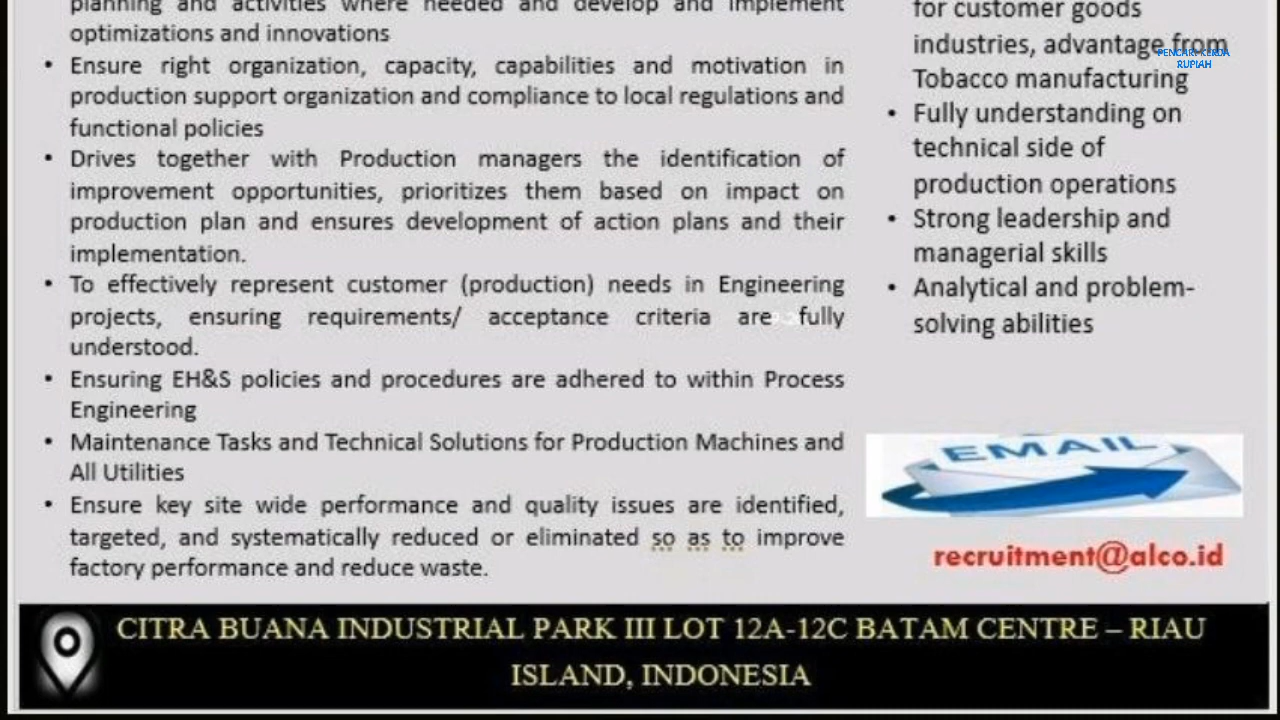 planning and activities where needed and develop and implement
optimizations and innovations
• Ensure right organization, capacity, capabilities and motivation in
production support organization and compliance to local regulations and
functional policies
• Drives together with Production managers the identification of
improvement opportunities, prioritizes them based on impact on
production plan and ensures development of action plans and their
implementation.
• To effectively represent customer (production) needs in Engineering
projects, ensuring requirements/ acceptance criteria are fully
understood.
• Ensuring EH&S policies and procedures are adhered to within Process
Engineering
• Maintenance Tasks and Technical Solutions for Production Machines and
All Utilities
• Ensure key site wide performance and quality issues are identified,
targeted, and systematically reduced or eliminated so as to improve
factory performance and reduce waste.
for customer goods
industries, advantage from
Tobacco manufacturing
• Fully understanding on
technical side of
production operations
• Strong leadership and
managerial skills
• Analytical and problem-
solving abilities
PENCARI KERJA
RUPIAH
EMAIL
recruitment@alco.id
CITRA BUANA INDUSTRIAL PARK III LOT 12A-12C BATAM CENTRE – RIAU
ISLAND, INDONESIA